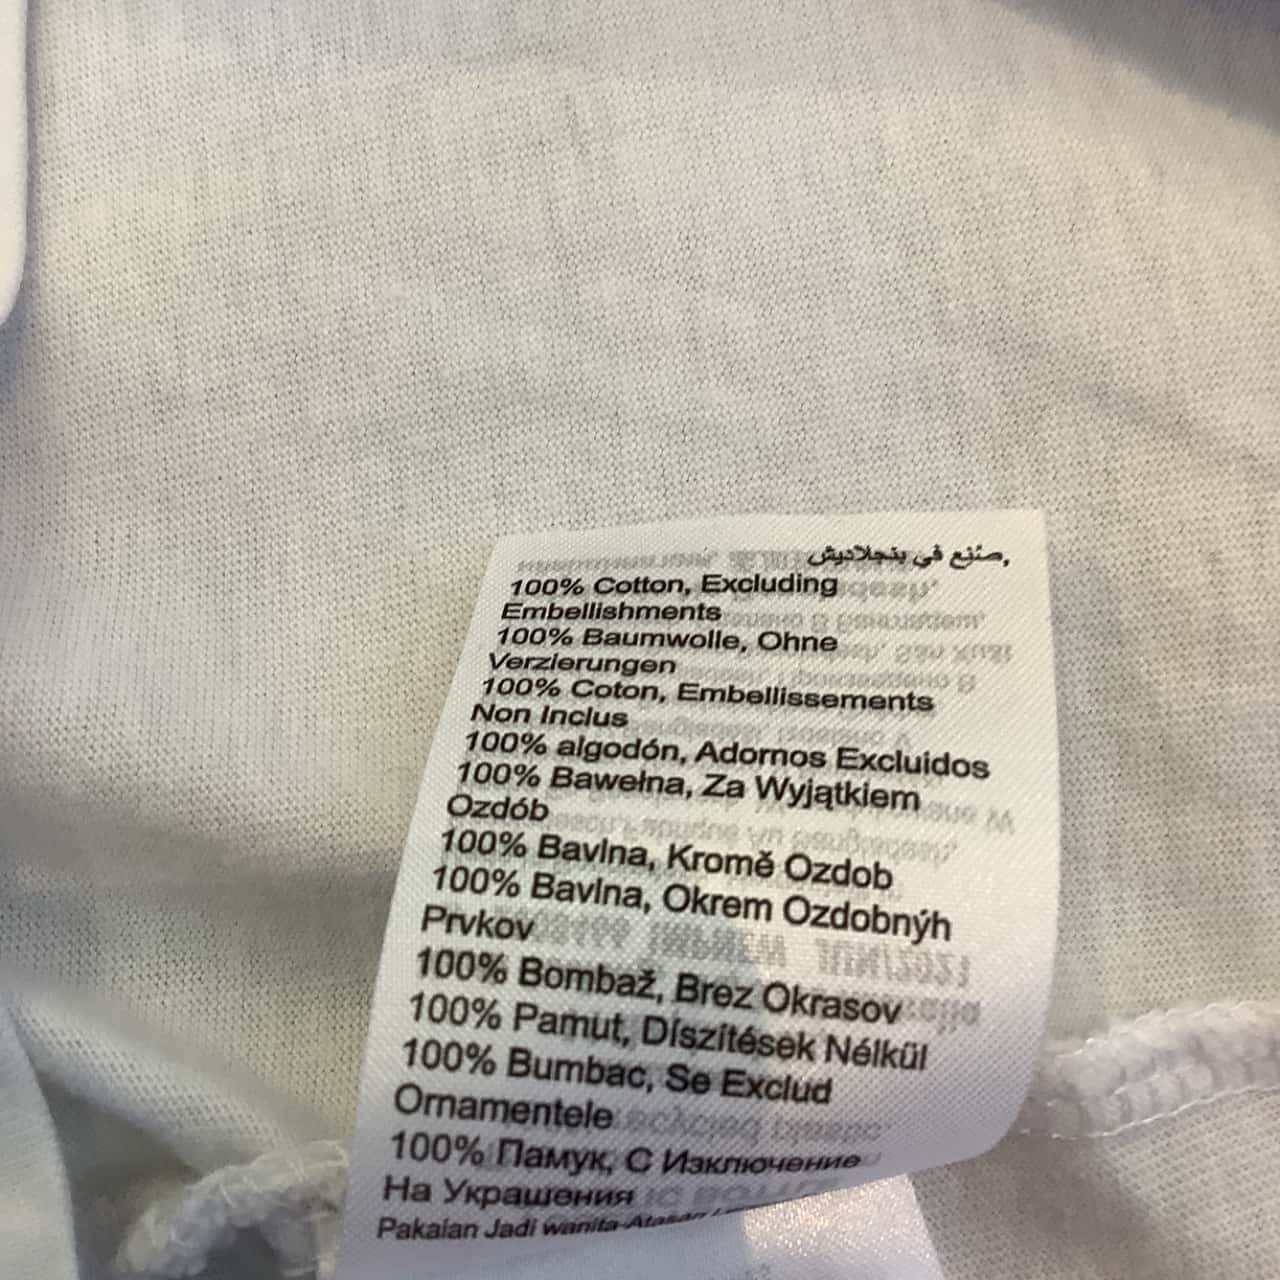 صُنع في بنجلاديش,
100% Cotton, Excluding
Embellishments
100% Baumwolle, Ohne
Verzierungen
100% Coton, Embellissements
Non Inclus
100% algodón, Adornos Excluidos
100% Bawełna, Za Wyjątkiem
Ozdób
100% Bavlna, Kromě Ozdob
100% Bavlna, Okrem Ozdobnýh
Prvkov
100% Bombaž, Brez Okrasov
100% Pamut, Díszítések Nélkül
100% Bumbac, Se Exclud
Ornamentele
100% Памук, С Изключение
На Украшения
Pakaian Jadi wanita-Atasan